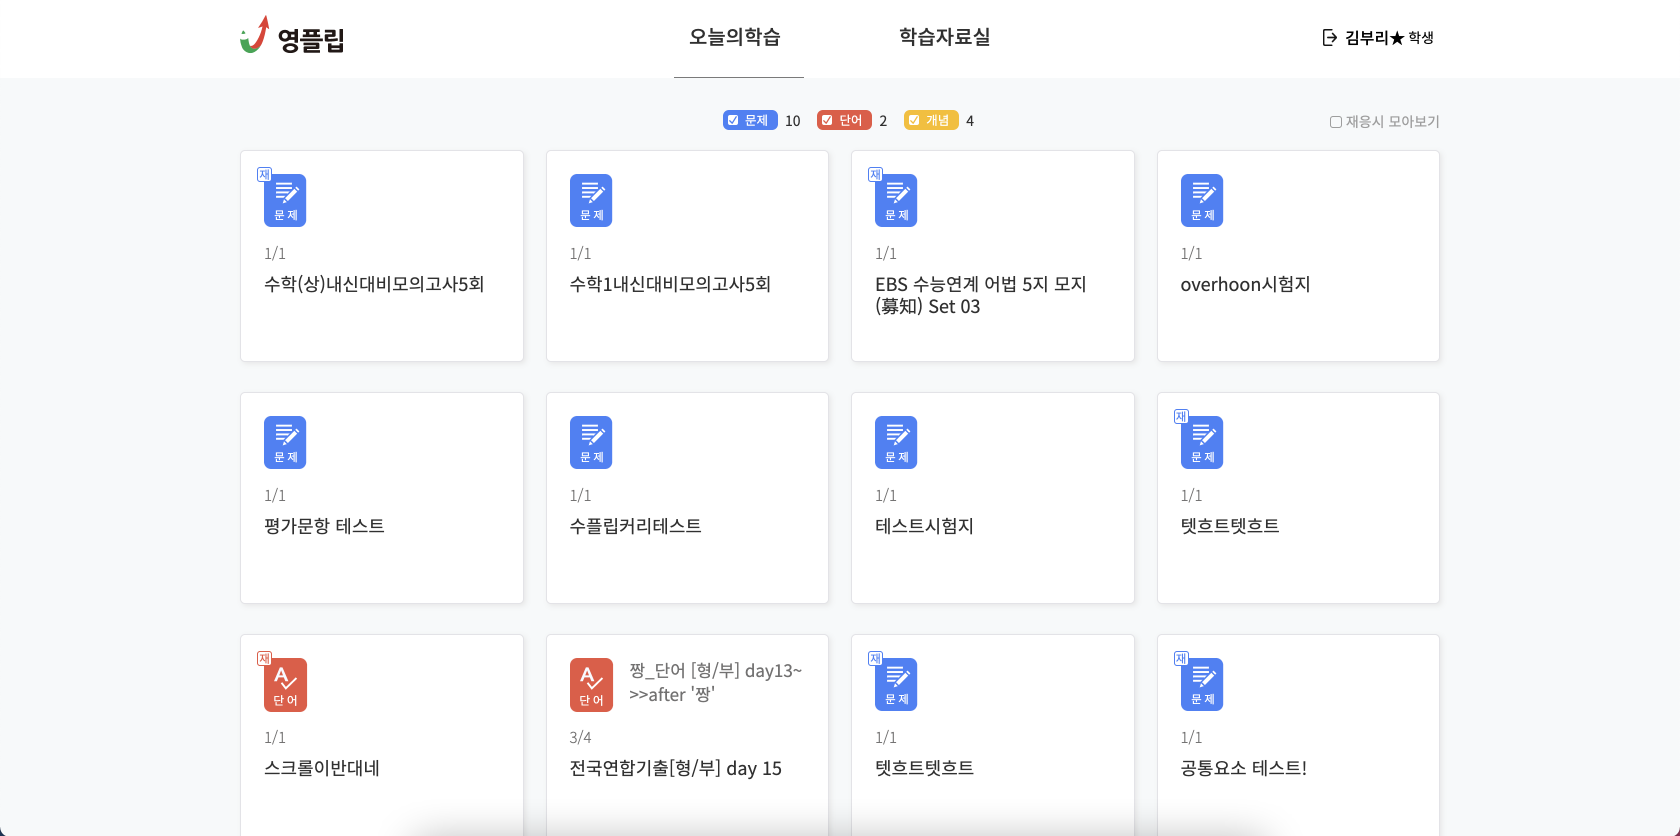 영플립
오늘의학습
학습자료실
김부리★ 학생
문제 10
단어 2
개념 4
재응시 모아보기
재
문제
1/1
수학(상)내신대비모의고사5회
문제
1/1
수학1내신대비모의고사5회
재
문제
1/1
EBS 수능연계 어법 5지 모지
(募知) Set 03
문제
1/1
overhoon시험지
문제
1/1
평가문항 테스트
문제
1/1
수플립커리테스트
문제
1/1
테스트시험지
재
문제
1/1
텟흐트텟흐트
재
단어
1/1
스크롤이반대네
단어
짱_단어 [형/부] day13~
>>after '짱'
3/4
전국연합기출[형/부] day 15
재
문제
1/1
텟흐트텟흐트
재
문제
1/1
공통요소 테스트!